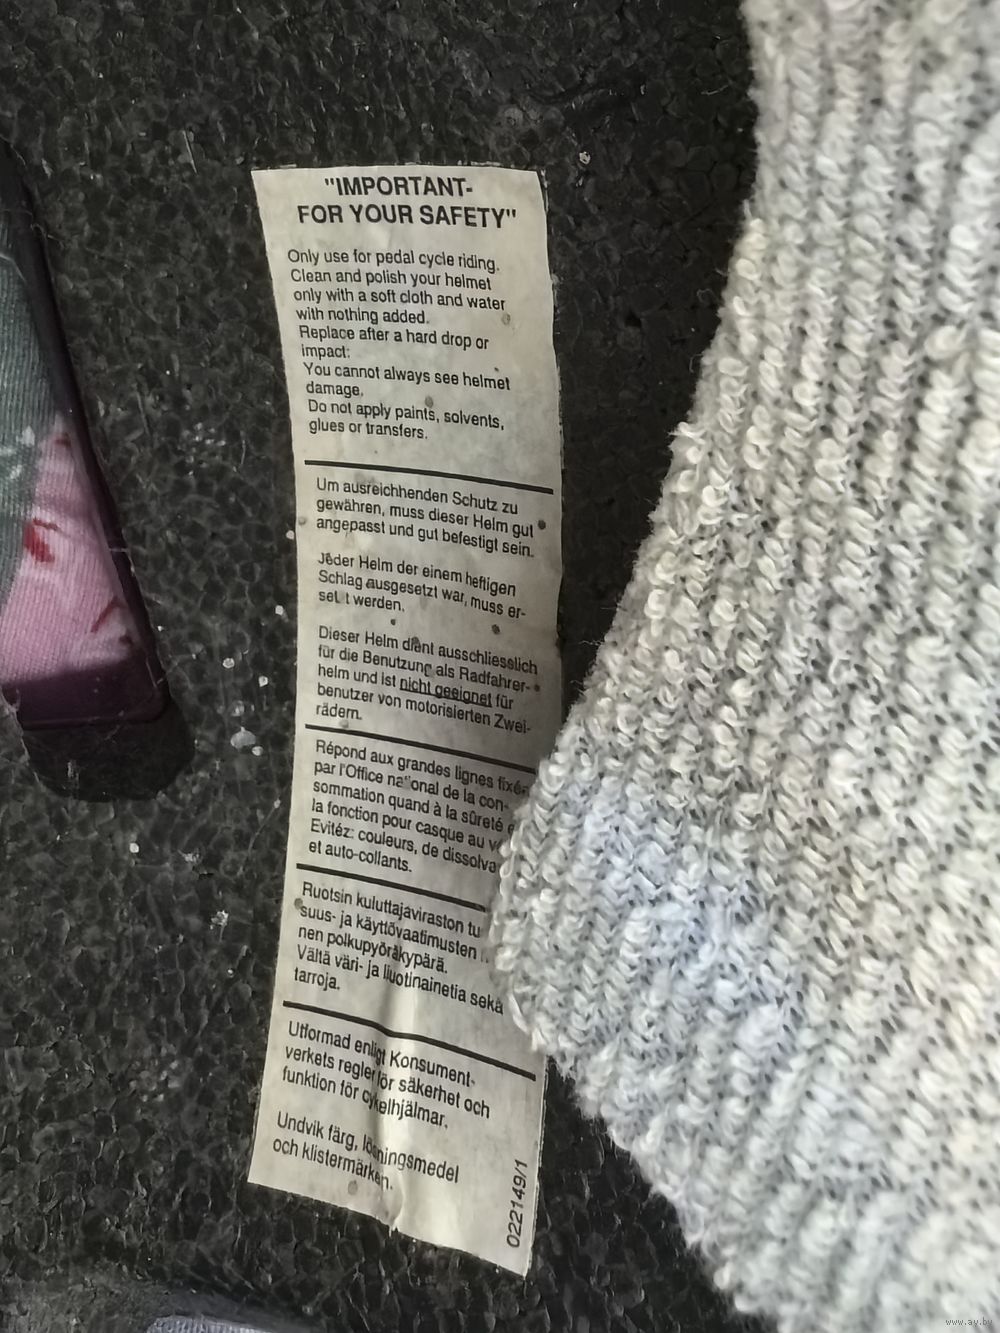 "IMPORTANT-
FOR YOUR SAFETY"
Only use for pedal cycle riding.
Clean and polish your helmet
only with a soft cloth and water
with nothing added.
Replace after a hard drop or
impact:
You cannot always see helmet
damage.
Do not apply paints, solvents,
glues or transfers.
Um ausreichhenden Schutz zu
gewähren, muss dieser Helm gut
angepasst und gut befestigt sein.
Jeder Helm der einem heftigen
Schlag ausgesetzt war, muss er-
werden.
Dieser Helm dient ausschliesslich
für die Benutzung als Radfahrer-
helm und ist nicht geeignet für
benutzer von motorisierten Zwei-
rädern.
Répond aux grandes lignes
par l'Office national de la con-
sommation quand à la sûreté
la fonction pour casque au
Evitéz: couleurs, de
et auto-collants.
Ruotsin kuluttajaviraston
suus- ja käyttövaatimusten
nen polkupyöräkypärä.
Vältä väri- ja liuotinainetia sekä
tarroja.
Utformad enligt Konsument-
verkets regler för säkerhet och
funktion för cykelhjälmar.
Undvik färg, lösningsmedel
och klistermärken.
022149/1
www.av.by